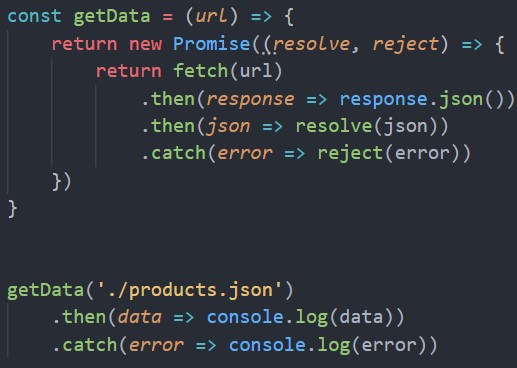 const getData = (url) => {
    return new Promise((resolve, reject) => {
        return fetch(url)
            .then(response => response.json())
            .then(json => resolve(json))
            .catch(error => reject(error))
    })
}
getData('./products.json')
    .then(data => console.log(data))
    .catch(error => console.log(error))